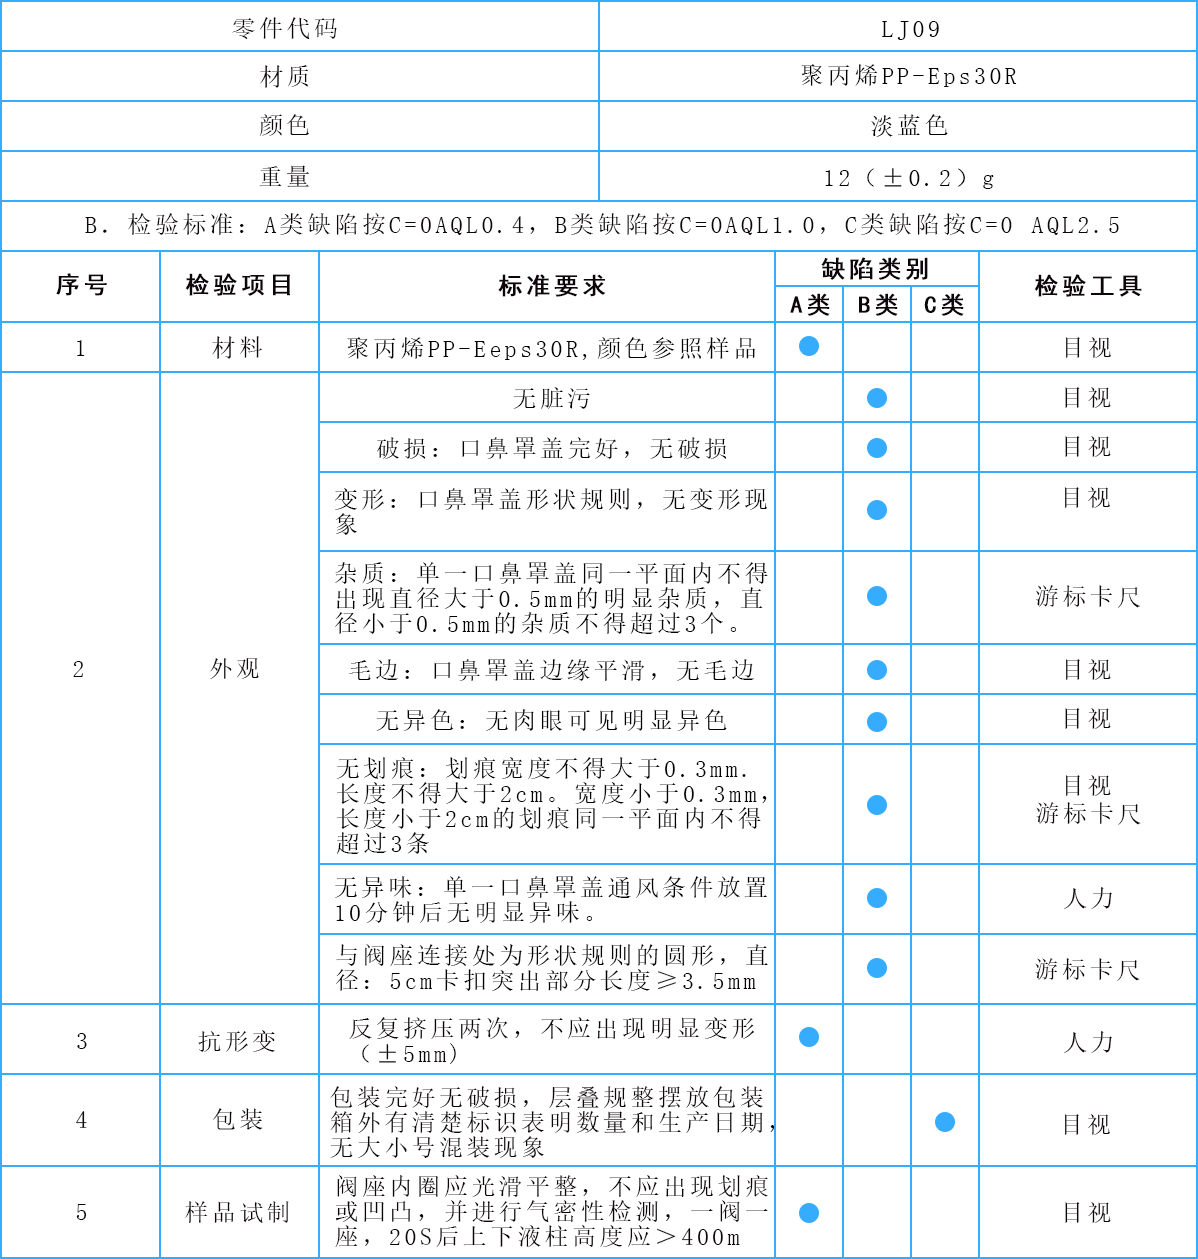 零件代码 LJ09
材质 聚丙烯PP-Eps30R
颜色 淡蓝色
重量 12（±0.2）g
B. 检验标准：A类缺陷按C=0AQL0.4，B类缺陷按C=0AQL1.0，C类缺陷按C=0 AQL2.5
序号 检验项目 标准要求 缺陷类别 检验工具
A类 B类 C类
1 材料 聚丙烯PP-Eeps30R,颜色参照样品 ● 目视
2 外观
无脏污 ● 目视
破损：口鼻罩盖完好，无破损 ● 目视
变形：口鼻罩盖形状规则，无变形现 ● 目视
象
杂质：单一口鼻罩盖同一平面内不得
出现直径大于0.5mm的明显杂质，直 ● 游标卡尺
径小于0.5mm的杂质不得超过3个。
毛边：口鼻罩盖边缘平滑，无毛边 ● 目视
无异色：无肉眼可见明显异色 ● 目视
无划痕：划痕宽度不得大于0.3mm.
长度不得大于2cm。宽度小于0.3mm， ● 目视
长度小于2cm的划痕同一平面内不得 游标卡尺
超过3条
无异味：单一口鼻罩盖通风条件放置 ● 人力
10分钟后无明显异味。
与阀座连接处为形状规则的圆形，直 ● 游标卡尺
径：5cm卡扣突出部分长度≥3.5mm
3 抗形变 反复挤压两次，不应出现明显变形 ● 人力
（±5mm)
4 包装 包装完好无破损，层叠规整摆放包装
箱外有清楚标识表明数量和生产日期， ● 目视
无大小号混装现象
5 样品试制 阀座内圈应光滑平整，不应出现划痕
或凹凸，并进行气密性检测，一阀一 ● 目视
座，20S后上下液柱高度应＞400m